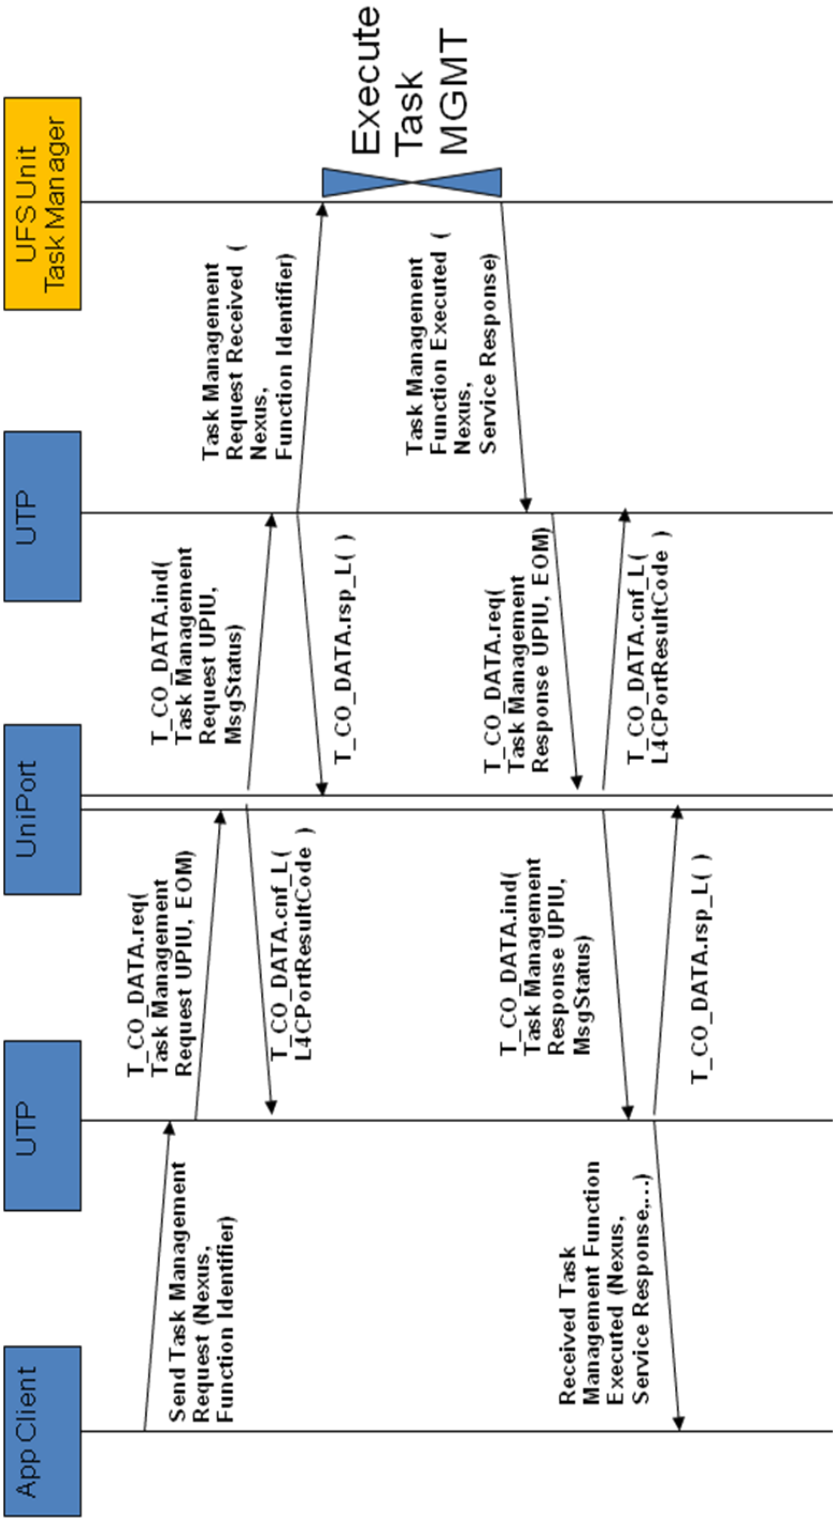 App Client
UTP
UniPort
UTP
UFS Unit
Task Manager
Send Task Management
Request (Nexus,
Function Identifier)
T_CO_DATA.req(
Task Management
Request UPIU, EOM)
T_CO_DATA.cnf_L(
L4CPortResultCode )
T_CO_DATA.ind(
Task Management
Request UPIU,
MsgStatus)
T_CO_DATA.rsp_L( )
Task Management
Request Received (
Nexus,
Function Identifier)
Execute
Task
MGMT
Task Management
Function Executed (
Nexus,
Service Response)
T_CO_DATA.req(
Task Management
Response UPIU, EOM)
T_CO_DATA.cnf_L(
L4CPortResultCode )
T_CO_DATA.ind(
Task Management
Response UPIU,
MsgStatus)
T_CO_DATA.rsp_L( )
Received Task
Management Function
Executed (Nexus,
Service Response,...)